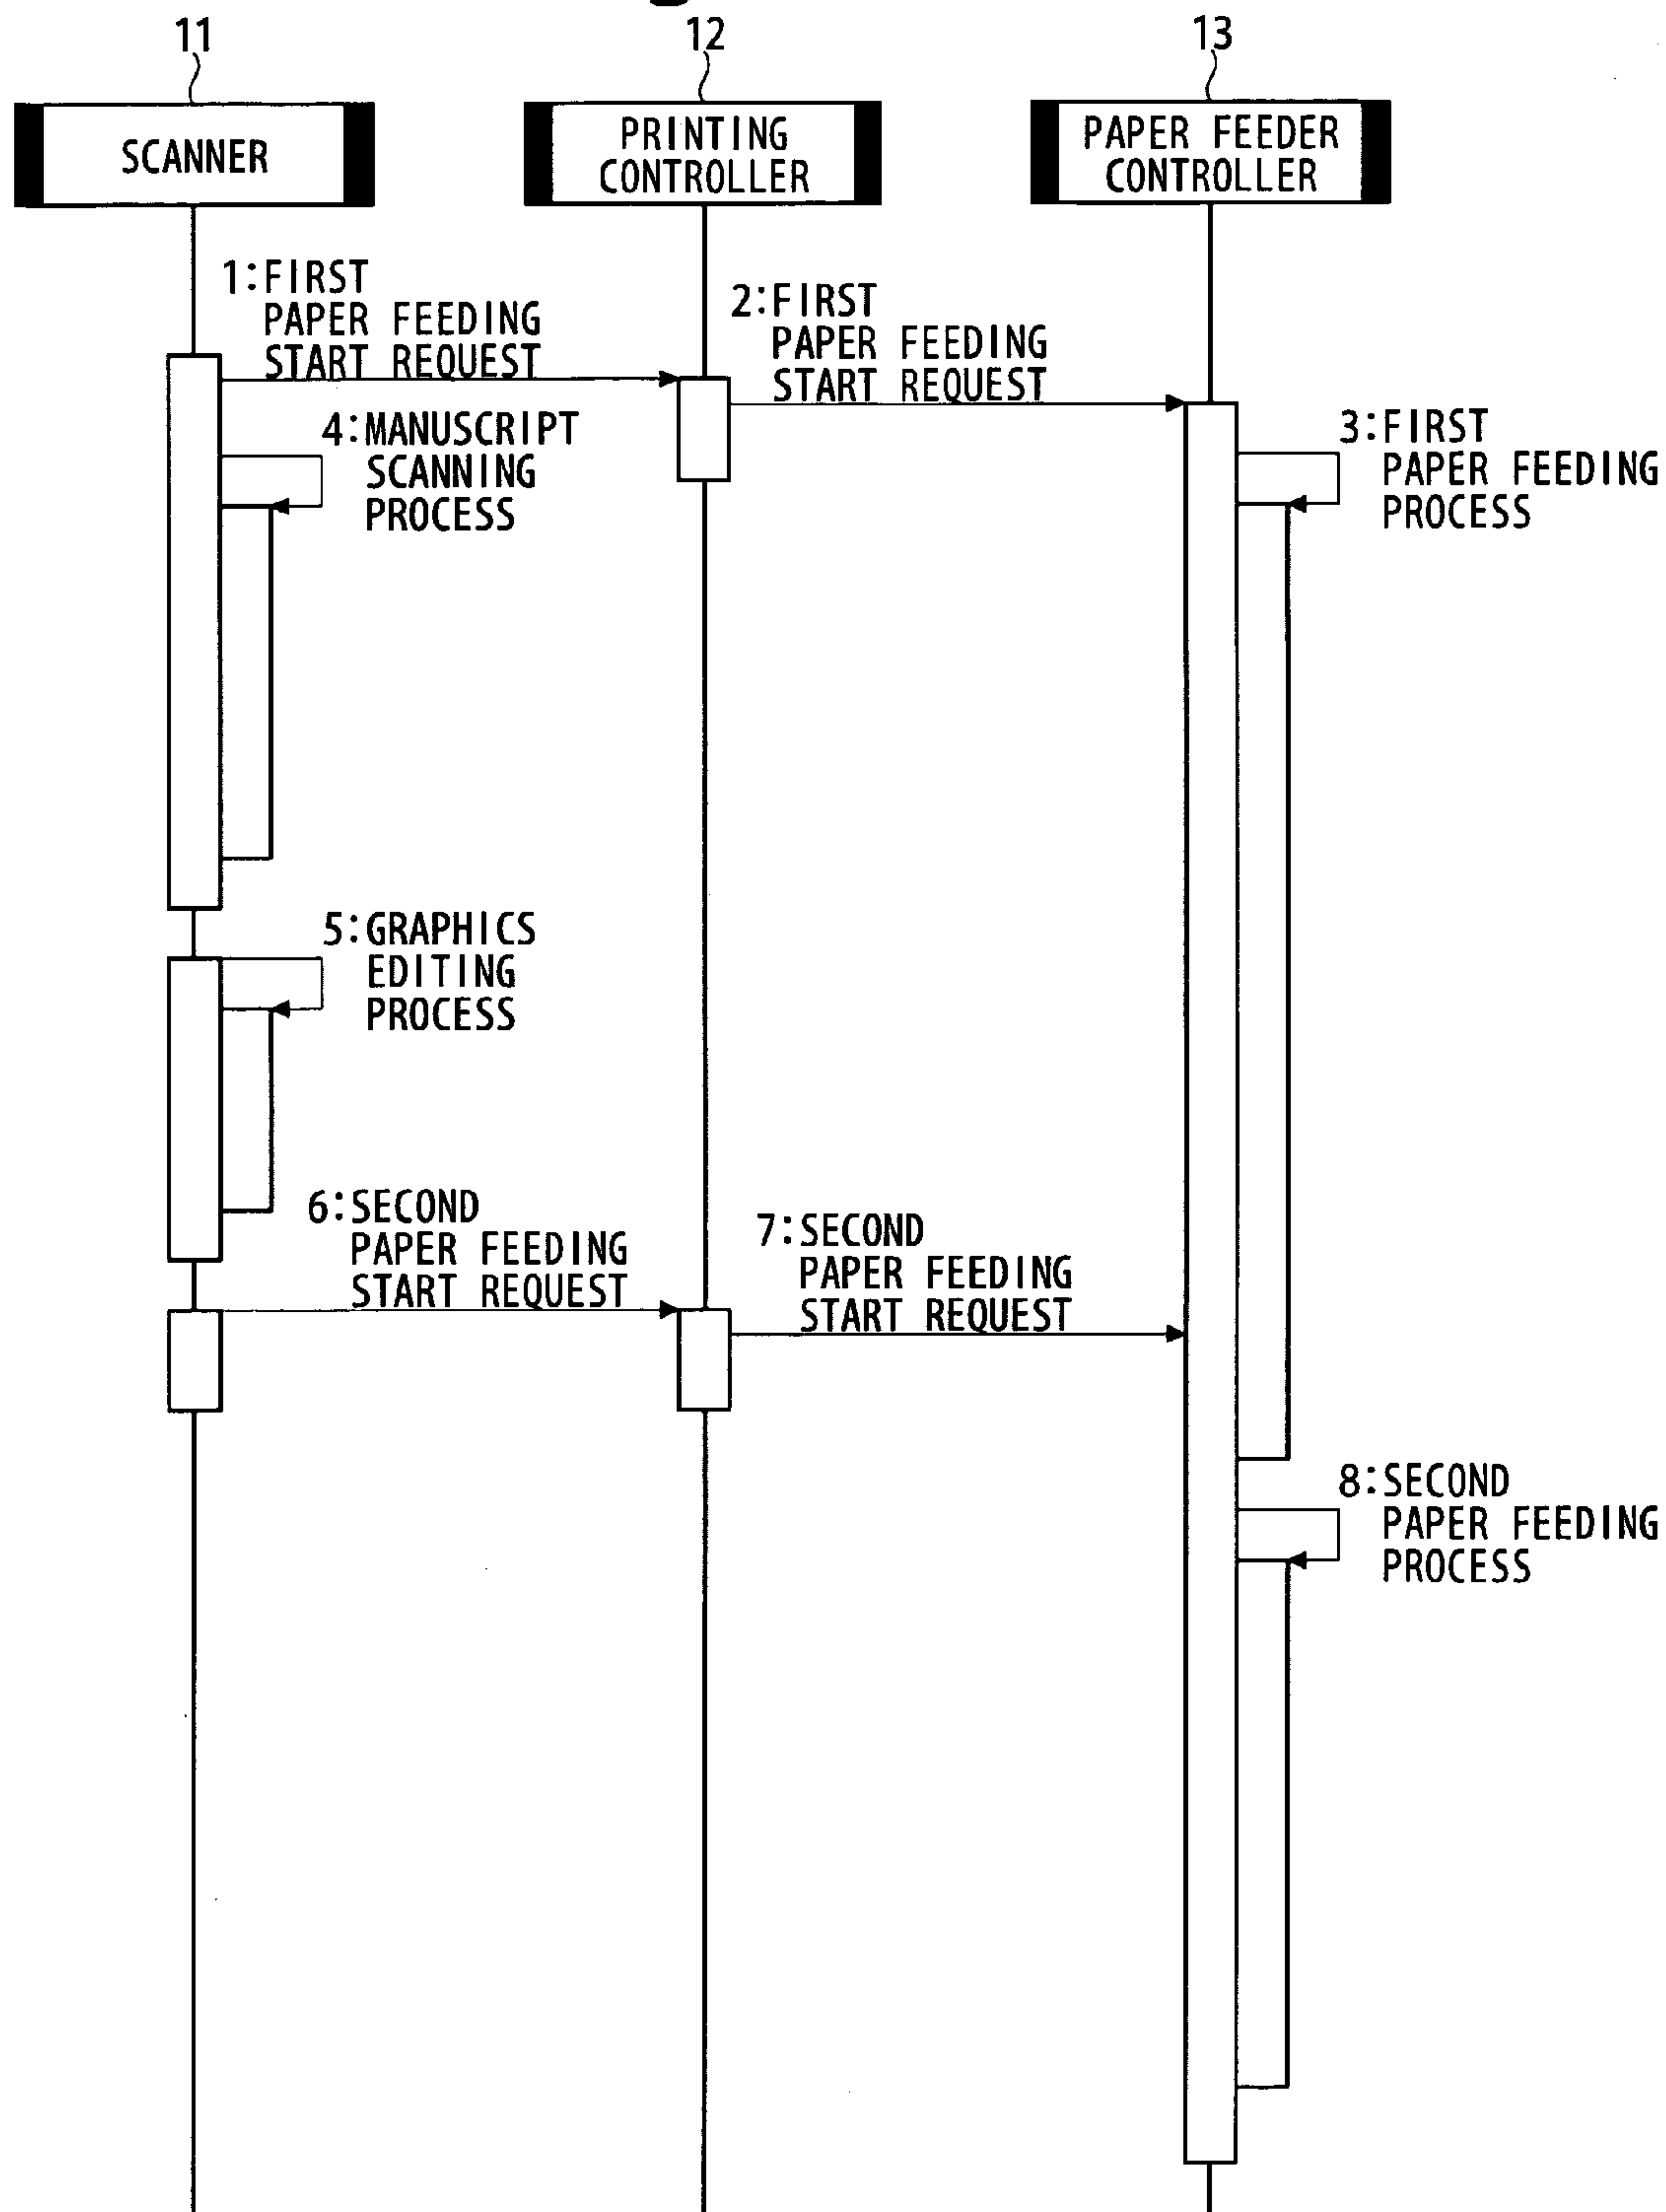 11
12
13
SCANNER
PRINTING
CONTROLLER
PAPER FEEDER
CONTROLLER
1:FIRST
PAPER FEEDING
START REQUEST
2:FIRST
PAPER FEEDING
START REQUEST
3:FIRST
PAPER FEEDING
PROCESS
4:MANUSCRIPT
SCANNING
PROCESS
5:GRAPHICS
EDITING
PROCESS
6:SECOND
PAPER FEEDING
START REQUEST
7:SECOND
PAPER FEEDING
START REQUEST
8:SECOND
PAPER FEEDING
PROCESS